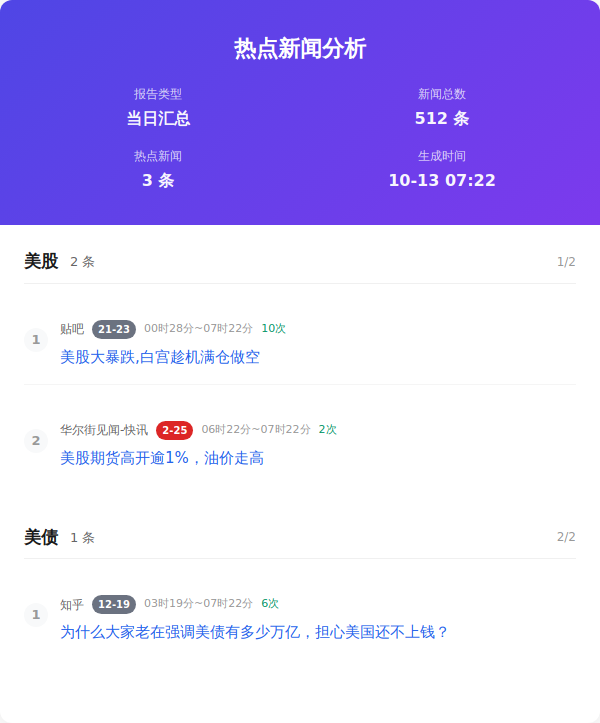 热点新闻分析
报告类型
新闻总数
当日汇总
512 条
热点新闻
生成时间
3 条
10-13 07:22
美股 2 条 1/2
1
贴吧 21-23 00时28分~07时22分 10次
美股大暴跌,白宫趁机满仓做空
2
华尔街见闻-快讯 2-25 06时22分~07时22分 2次
美股期货高开逾1%，油价走高
美债 1 条 2/2
1
知乎 12-19 03时19分~07时22分 6次
为什么大家老在强调美债有多少万亿，担心美国还不上钱？